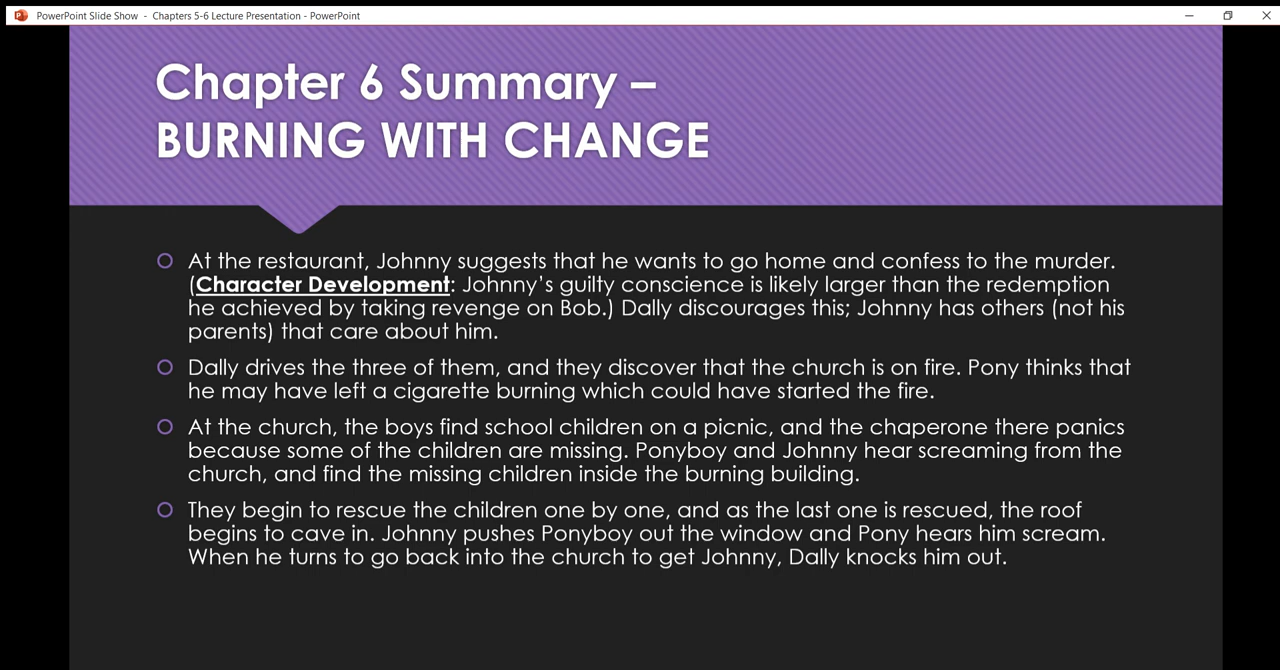 PowerPoint Slide Show - Chapters 5-6 Lecture Presentation - PowerPoint
Chapter 6 Summary –
BURNING WITH CHANGE
At the restaurant, Johnny suggests that he wants to go home and confess to the murder.
(Character Development: Johnny's guilty conscience is likely larger than the redemption
he achieved by taking revenge on Bob.) Dally discourages this; Johnny has others (not his
parents) that care about him.
Dally drives the three of them, and they discover that the church is on fire. Pony thinks that
he may have left a cigarette burning which could have started the fire.
At the church, the boys find school children on a picnic, and the chaperone there panics
because some of the children are missing. Ponyboy and Johnny hear screaming from the
church, and find the missing children inside the burning building.
They begin to rescue the children one by one, and as the last one is rescued, the roof
begins to cave in. Johnny pushes Ponyboy out the window and Pony hears him scream.
When he turns to go back into the church to get Johnny, Dally knocks him out.